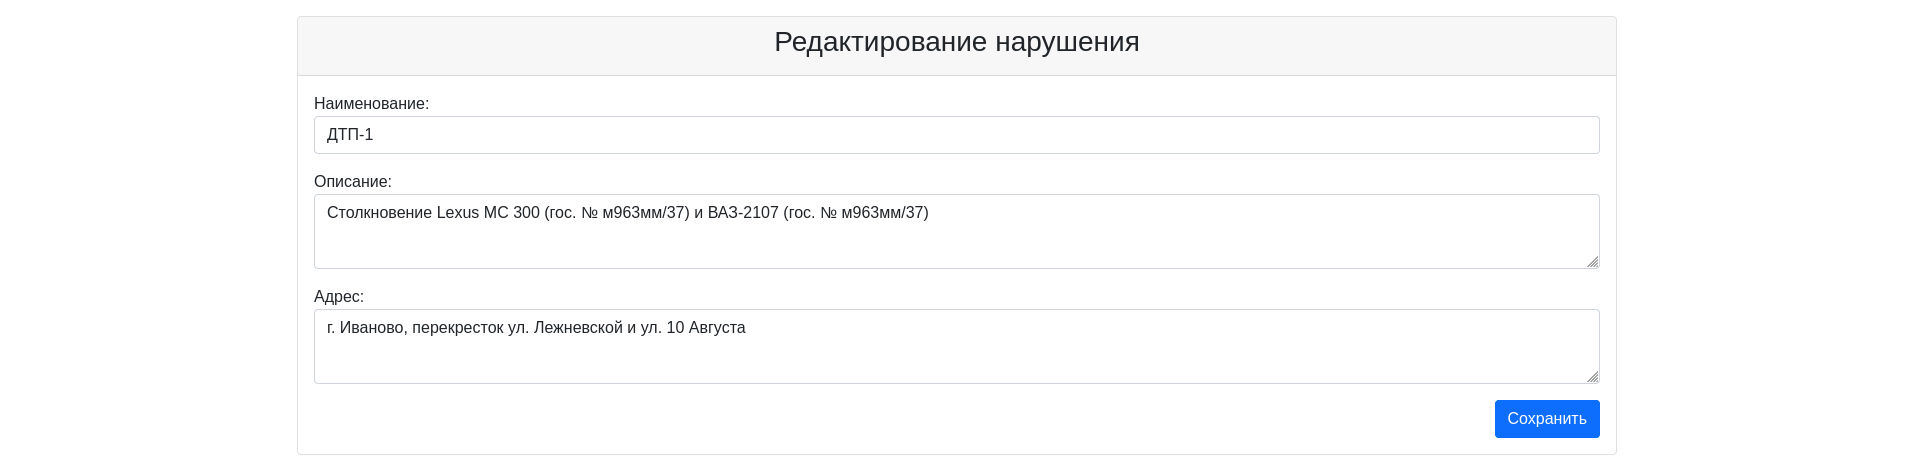 Редактирование нарушения
Наименование:
ДТП-1
Описание:
Столкновение Lexus МС 300 (гос. № м963мм/37) и ВАЗ-2107 (гос. № м963мм/37)
Адрес:
г. Иваново, перекресток ул. Лежневской и ул. 10 Августа
Сохранить